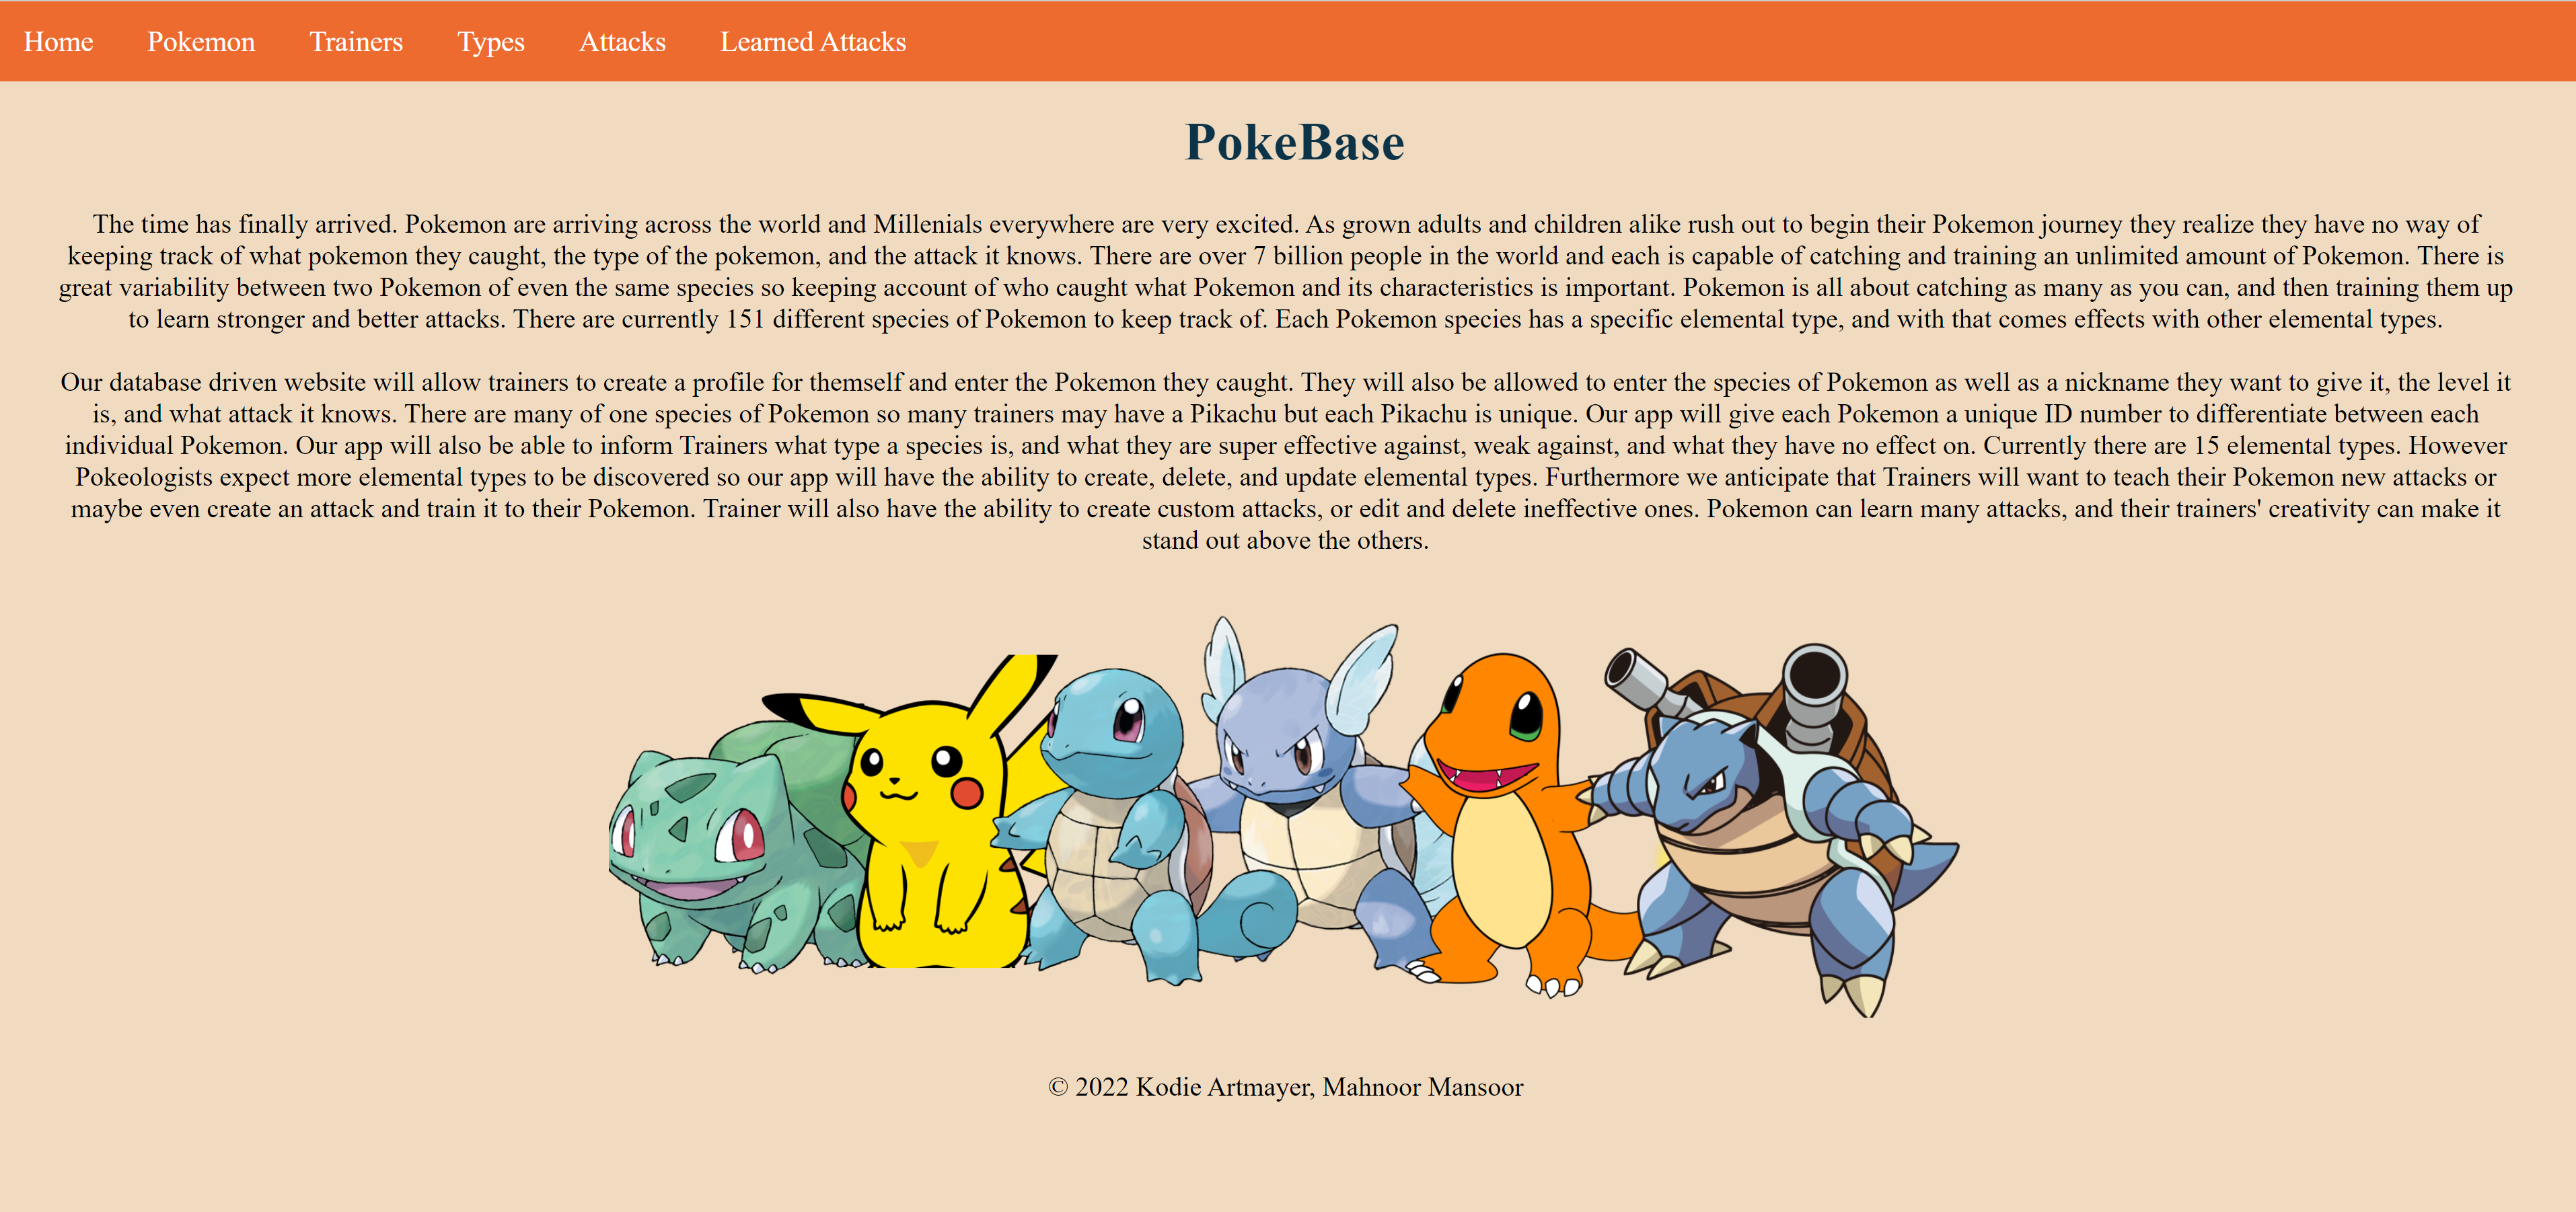 Home Pokemon Trainers Types Attacks Learned Attacks
PokeBase
The time has finally arrived. Pokemon are arriving across the world and Millenials everywhere are very excited. As grown adults and children alike rush out to begin their Pokemon journey they realize they have no way of
keeping track of what pokemon they caught, the type of the pokemon, and the attack it knows. There are over 7 billion people in the world and each is capable of catching and training an unlimited amount of Pokemon. There is
great variability between two Pokemon of even the same species so keeping account of who caught what Pokemon and its characteristics is important. Pokemon is all about catching as many as you can, and then training them up
to learn stronger and better attacks. There are currently 151 different species of Pokemon to keep track of. Each Pokemon species has a specific elemental type, and with that comes effects with other elemental types.
Our database driven website will allow trainers to create a profile for themself and enter the Pokemon they caught. They will also be allowed to enter the species of Pokemon as well as a nickname they want to give it, the level it
is, and what attack it knows. There are many of one species of Pokemon so many trainers may have a Pikachu but each Pikachu is unique. Our app will give each Pokemon a unique ID number to differentiate between each
individual Pokemon. Our app will also be able to inform Trainers what type a species is, and what they are super effective against, weak against, and what they have no effect on. Currently there are 15 elemental types. However
Pokeologists expect more elemental types to be discovered so our app will have the ability to create, delete, and update elemental types. Furthermore we anticipate that Trainers will want to teach their Pokemon new attacks or
maybe even create an attack and train it to their Pokemon. Trainer will also have the ability to create custom attacks, or edit and delete ineffective ones. Pokemon can learn many attacks, and their trainers' creativity can make it
stand out above the others.
© 2022 Kodie Artmayer, Mahnoor Mansoor